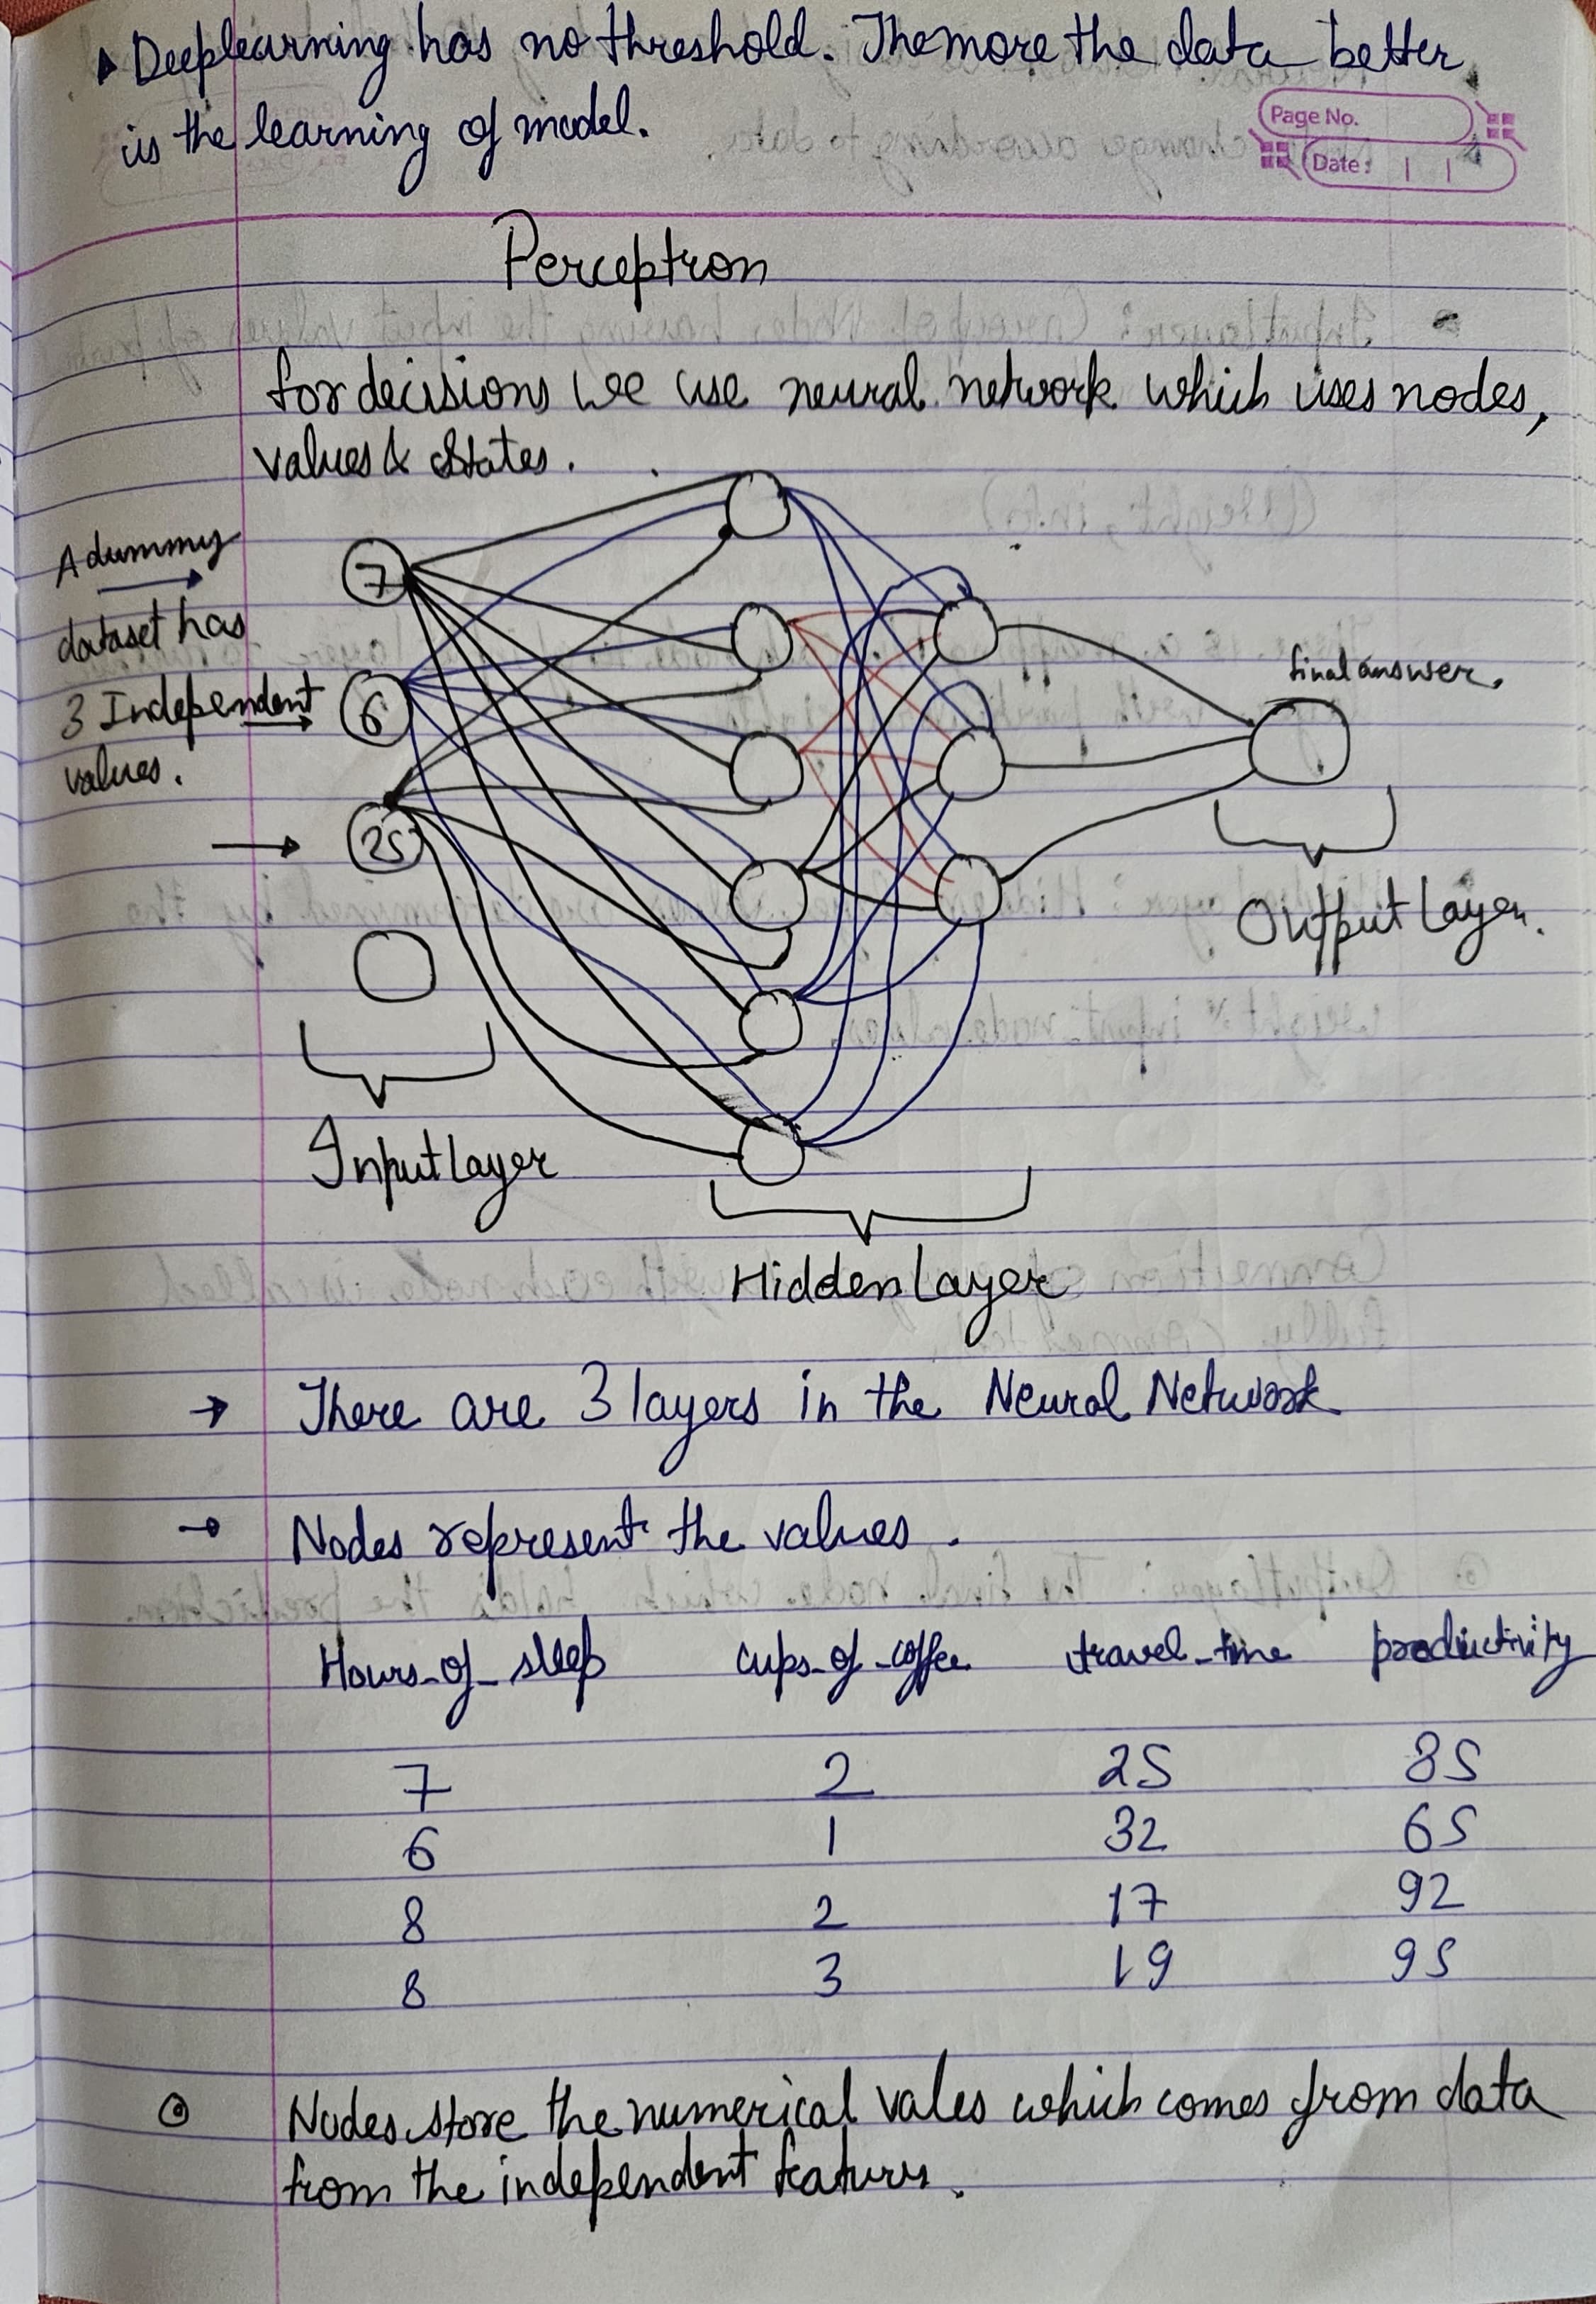 Deeplearning has no threshold. The more the data better
is the learning of model.
Page No.
Date:
Perceptron
for decisions we use neural network which uses nodes,
values & States.
A dummy
dataset has
3 Independent
values.
7
6
25
final answer.
Output Layer.
Input Layer
Hidden Layer
→ There are 3 layers in the Neural Network
→ Nodes represent the values.
Hours_of_sleep cups_of_coffee travel_time productivity
7 2 25 85
6 1 32 65
8 2 17 92
8 3 19 95
Nodes store the numerical vales which comes from data
from the independent features.